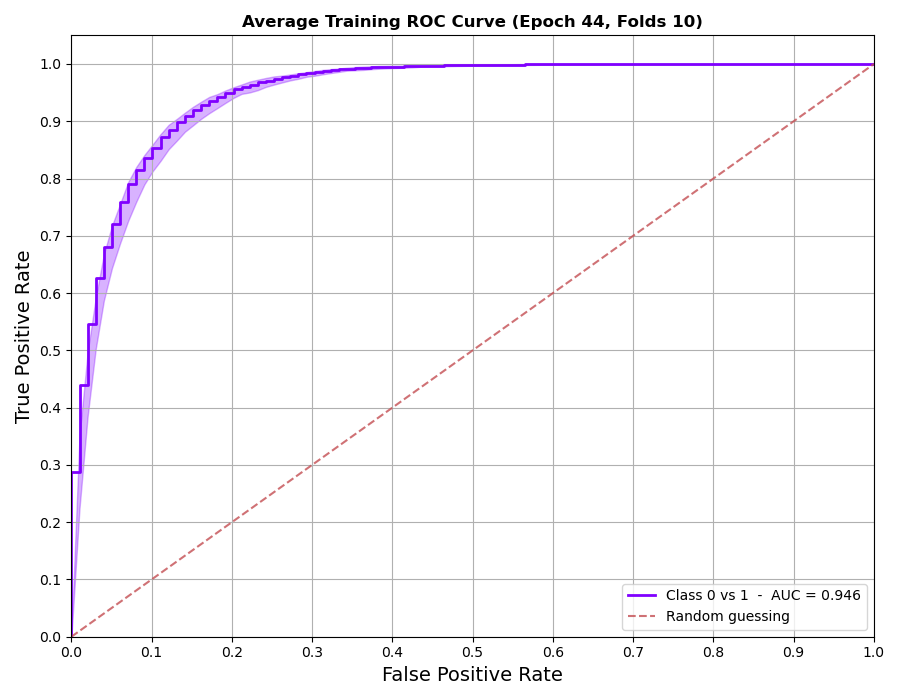 Average Training ROC Curve (Epoch 44, Folds 10)
True Positive Rate
1.0
0.9
0.8
0.7
0.6
0.5
0.4
0.3
0.2
0.1
0.0
Class 0 vs 1 - AUC = 0.946
Random guessing
0.0 0.1 0.2 0.3 0.4 0.5 0.6 0.7 0.8 0.9 1.0
False Positive Rate